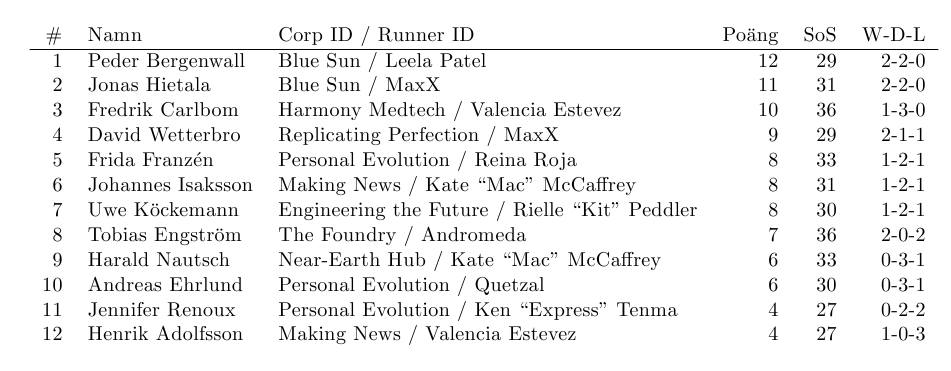 # Namn Corp ID / Runner ID Poäng SoS W-D-L
1 Peder Bergenwall Blue Sun / Leela Patel 12 29 2-2-0
2 Jonas Hietala Blue Sun / MaxX 11 31 2-2-0
3 Fredrik Carlbom Harmony Medtech / Valencia Estevez 10 36 1-3-0
4 David Wetterbro Replicating Perfection / MaxX 9 29 2-1-1
5 Frida Franzén Personal Evolution / Reina Roja 8 33 1-2-1
6 Johannes Isaksson Making News / Kate “Mac” McCaffrey 8 31 1-2-1
7 Uwe Köckemann Engineering the Future / Rielle “Kit” Peddler 8 30 1-2-1
8 Tobias Engström The Foundry / Andromeda 7 36 2-0-2
9 Harald Nautsch Near-Earth Hub / Kate “Mac” McCaffrey 6 33 0-3-1
10 Andreas Ehrlund Personal Evolution / Quetzal 6 30 0-3-1
11 Jennifer Renoux Personal Evolution / Ken “Express” Tenma 4 27 0-2-2
12 Henrik Adolfsson Making News / Valencia Estevez 4 27 1-0-3